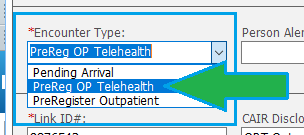 *Encounter Type:
Person Aler
PreReg OP Telehealth
Pending Arrival
PreReg OP Telehealth
PreRegister Outpatient
*Link ID#:
CAIR Disclo